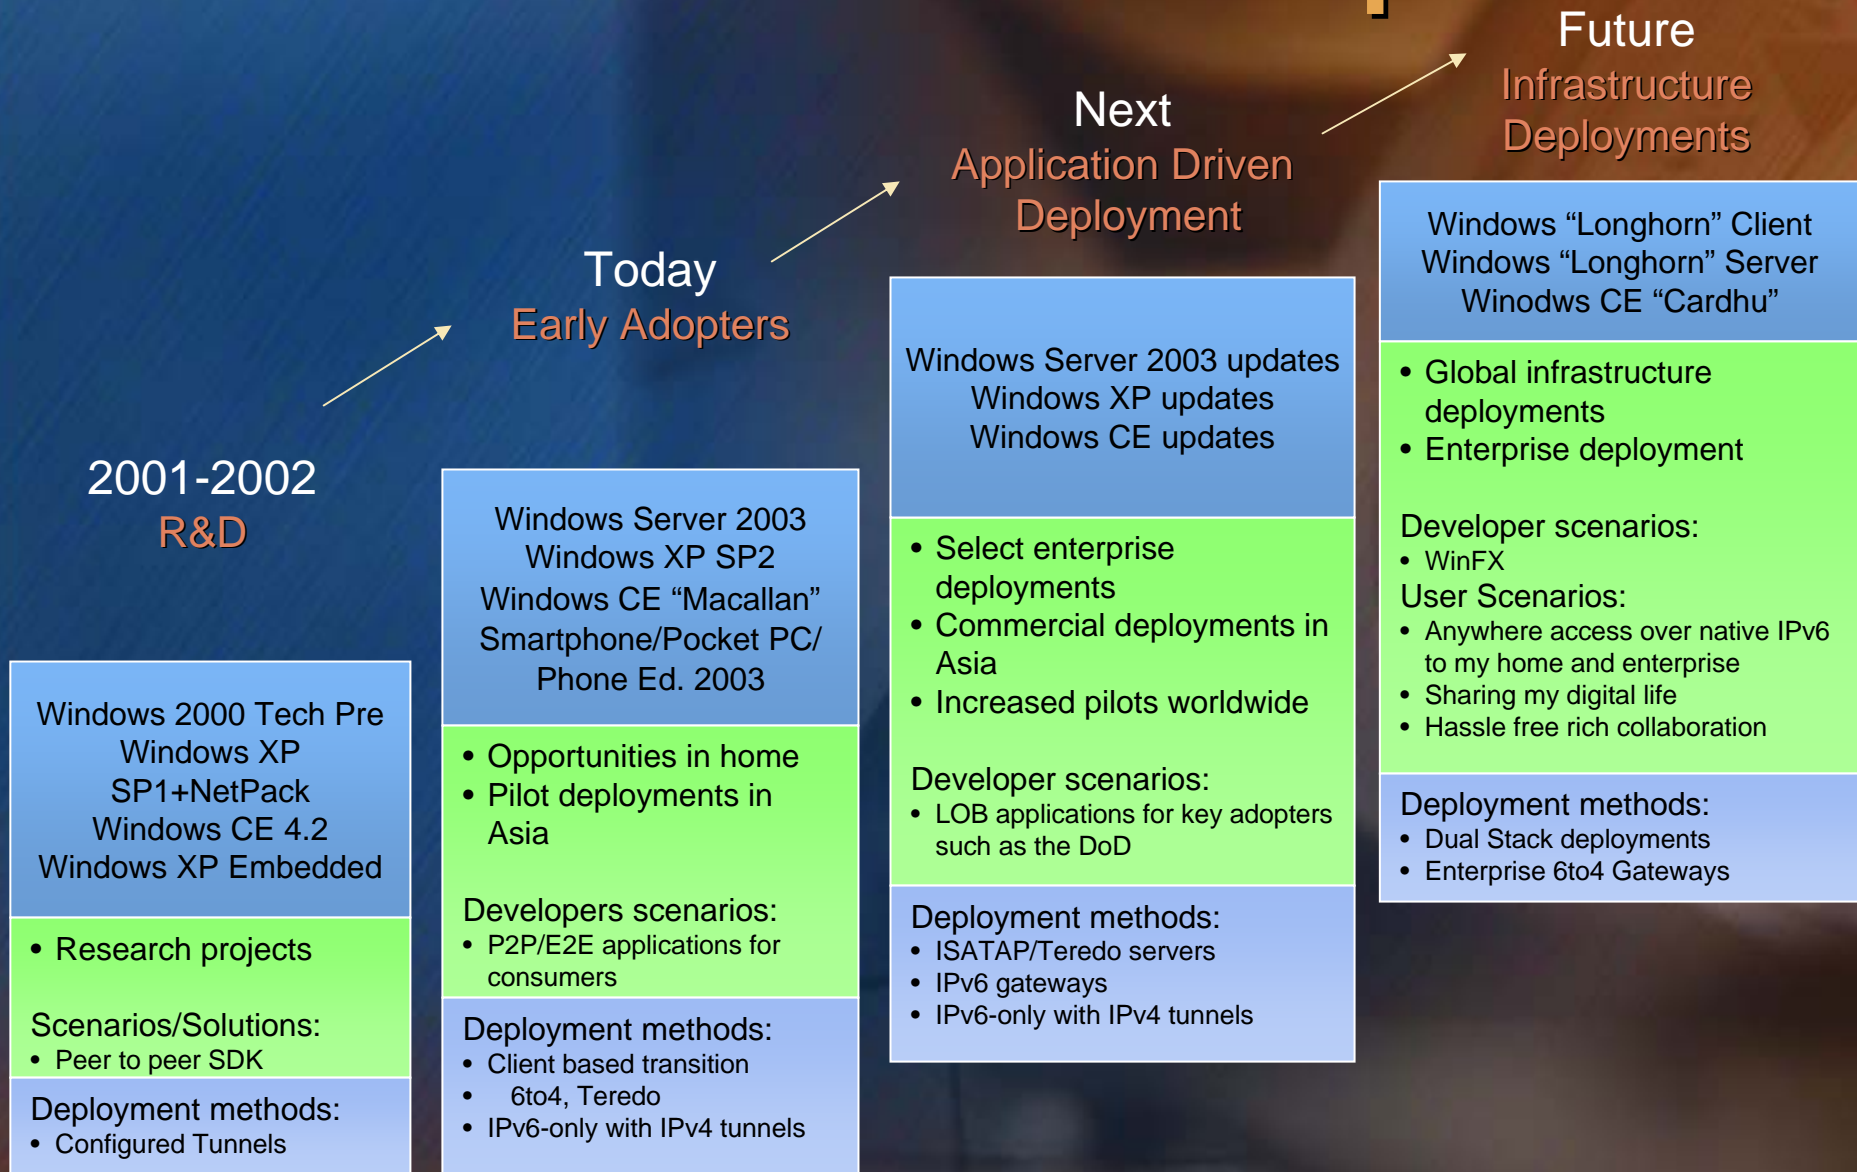 2001-2002
R&D
Windows 2000 Tech Pre
Windows XP
SP1+NetPack
Windows CE 4.2
Windows XP Embedded
• Research projects
Scenarios/Solutions:
• Peer to peer SDK
Deployment methods:
• Configured Tunnels
Today
Early Adopters
Windows Server 2003
Windows XP SP2
Windows CE “Macallan”
Smartphone/Pocket PC/
Phone Ed. 2003
• Opportunities in home
• Pilot deployments in
Asia
Developers scenarios:
• P2P/E2E applications for
consumers
Deployment methods:
• Client based transition
• 6to4, Teredo
• IPv6-only with IPv4 tunnels
Next
Application Driven
Deployment
Windows Server 2003 updates
Windows XP updates
Windows CE updates
• Select enterprise
deployments
• Commercial deployments in
Asia
• Increased pilots worldwide
Developer scenarios:
• LOB applications for key adopters
such as the DoD
Deployment methods:
• ISATAP/Teredo servers
• IPv6 gateways
• IPv6-only with IPv4 tunnels
Future
Infrastructure
Deployments
Windows “Longhorn” Client
Windows “Longhorn” Server
Winodws CE “Cardhu”
• Global infrastructure
deployments
• Enterprise deployment
Developer scenarios:
• WinFX
User Scenarios:
• Anywhere access over native IPv6
to my home and enterprise
• Sharing my digital life
• Hassle free rich collaboration
Deployment methods:
• Dual Stack deployments
• Enterprise 6to4 Gateways